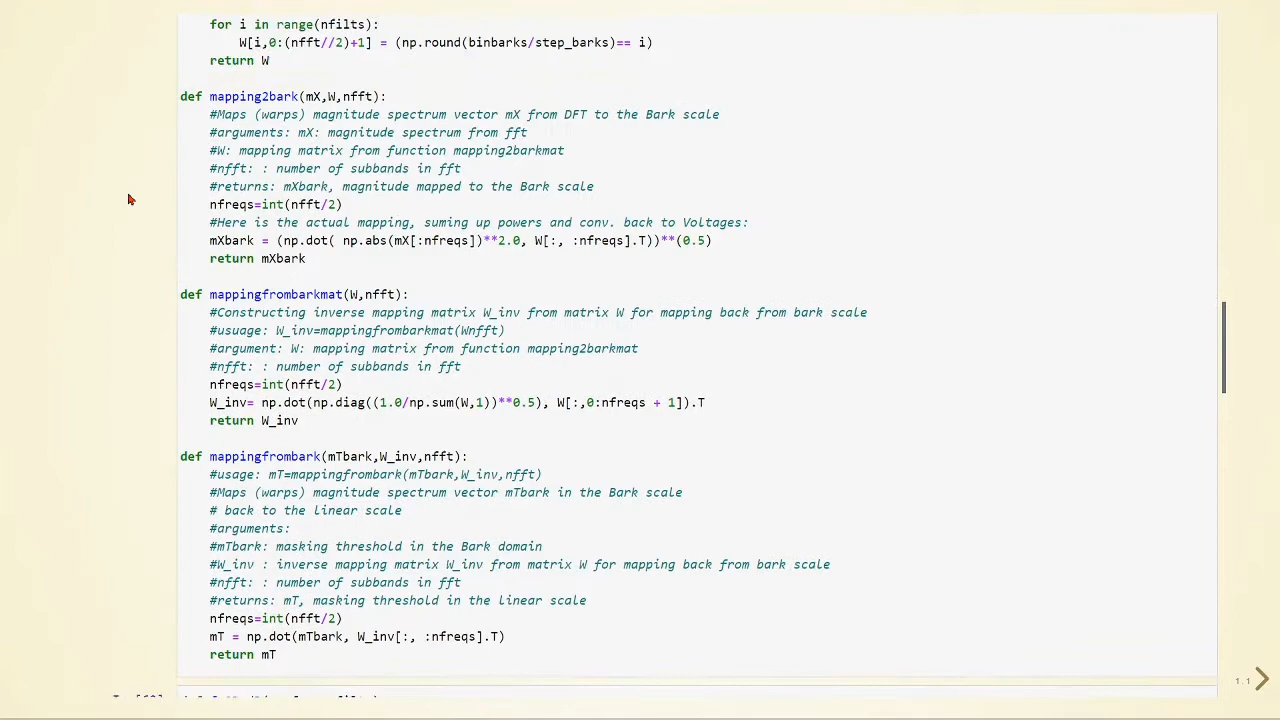 for i in range(nfilts):
W[i,0:(nfft//2)+1] = (np.round(binbarks/step_barks)== i)
return W
def mapping2bark(mX,W,nfft):
#Maps (warps) magnitude spectrum vector mX from DFT to the Bark scale
#arguments: mX: magnitude spectrum from fft
#W: mapping matrix from function mapping2barkmat
#nfft: : number of subbands in fft
#returns: mXbark, magnitude mapped to the Bark scale
nfreqs=int(nfft/2)
#Here is the actual mapping, suming up powers and conv. back to Voltages:
mXbark = (np.dot( np.abs(mX[:nfreqs])**2.0, W[:, :nfreqs].T))**(0.5)
return mXbark
def mappingfrombarkmat(W,nfft):
#Constructing inverse mapping matrix W_inv from matrix W for mapping back from bark scale
#usuage: W_inv=mappingfrombarkmat(Wnfft)
#argument: W: mapping matrix from function mapping2barkmat
#nfft: : number of subbands in fft
nfreqs=int(nfft/2)
W_inv= np.dot(np.diag((1.0/np.sum(W,1))**0.5), W[:,0:nfreqs + 1]).T
return W_inv
def mappingfrombark(mTbark,W_inv,nfft):
#usage: mT=mappingfrombark(mTbark,W_inv,nfft)
#Maps (warps) magnitude spectrum vector mTbark in the Bark scale
# back to the linear scale
#arguments:
#mTbark: masking threshold in the Bark domain
#W_inv : inverse mapping matrix W_inv from matrix W for mapping back from bark scale
#nfft: : number of subbands in fft
#returns: mT, masking threshold in the linear scale
nfreqs=int(nfft/2)
mT = np.dot(mTbark, W_inv[:, :nfreqs].T)
return mT
1.1